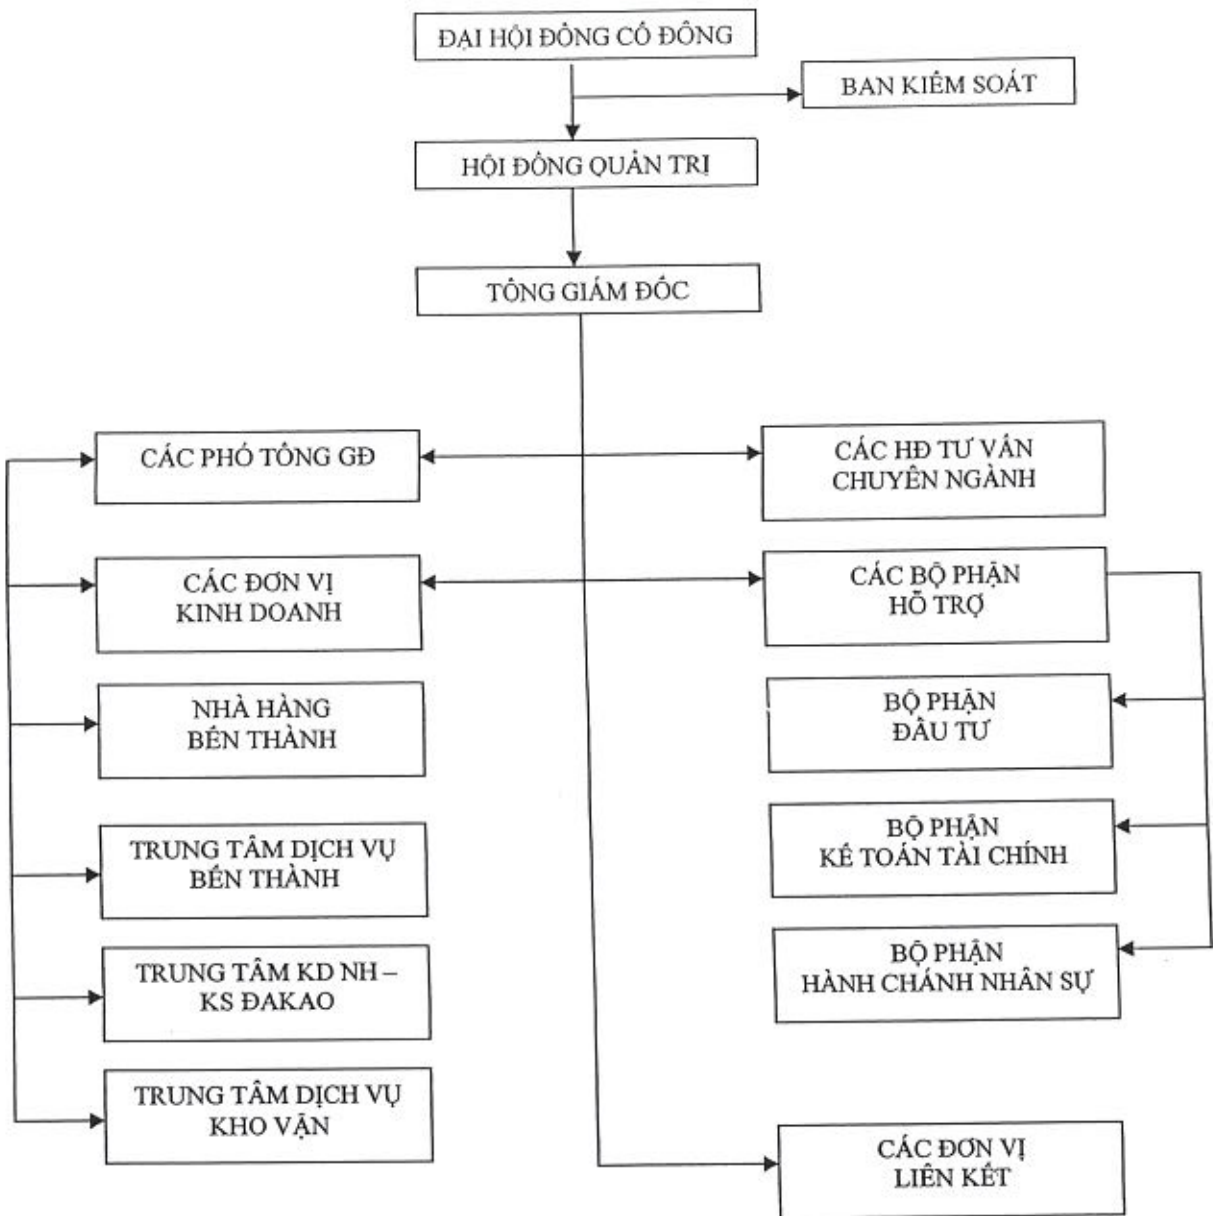 ĐẠI HỘI ĐỒNG CỔ ĐÔNG
BAN KIỂM SOÁT
HỘI ĐỒNG QUẢN TRỊ
TỔNG GIÁM ĐỐC
CÁC PHÓ TỔNG GĐ
CÁC HĐ TƯ VẤN
CHUYÊN NGÀNH
CÁC ĐƠN VỊ
KINH DOANH
CÁC BỘ PHẬN
HỖ TRỢ
NHÀ HÀNG
BẾN THÀNH
BỘ PHẬN
ĐẦU TƯ
TRUNG TÂM DỊCH VỤ
BẾN THÀNH
BỘ PHẬN
KẾ TOÁN TÀI CHÍNH
TRUNG TÂM KD NH –
KS ĐAKAO
BỘ PHẬN
HÀNH CHÁNH NHÂN SỰ
TRUNG TÂM DỊCH VỤ
KHO VẬN
CÁC ĐƠN VỊ
LIÊN KẾT